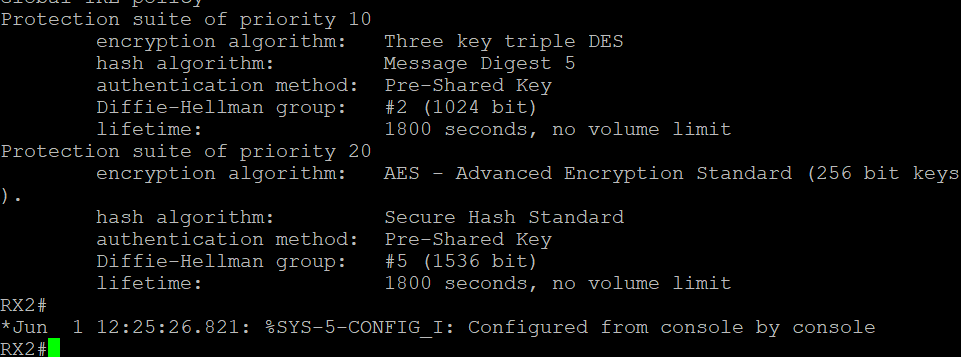 Global IKE policy
Protection suite of priority 10
        encryption algorithm:   Three key triple DES
        hash algorithm:         Message Digest 5
        authentication method:  Pre-Shared Key
        Diffie-Hellman group:   #2 (1024 bit)
        lifetime:               1800 seconds, no volume limit
Protection suite of priority 20
        encryption algorithm:   AES - Advanced Encryption Standard (256 bit keys
).
        hash algorithm:         Secure Hash Standard
        authentication method:  Pre-Shared Key
        Diffie-Hellman group:   #5 (1536 bit)
        lifetime:               1800 seconds, no volume limit
RX2#
*Jun  1 12:25:26.821: %SYS-5-CONFIG_I: Configured from console by console
RX2#